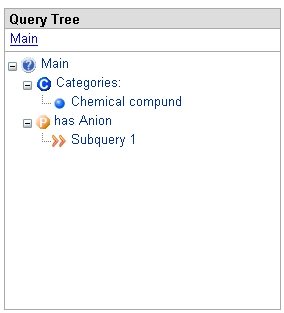 Query Tree
Main
Main
Categories:
Chemical compund
has Anion
Subquery 1